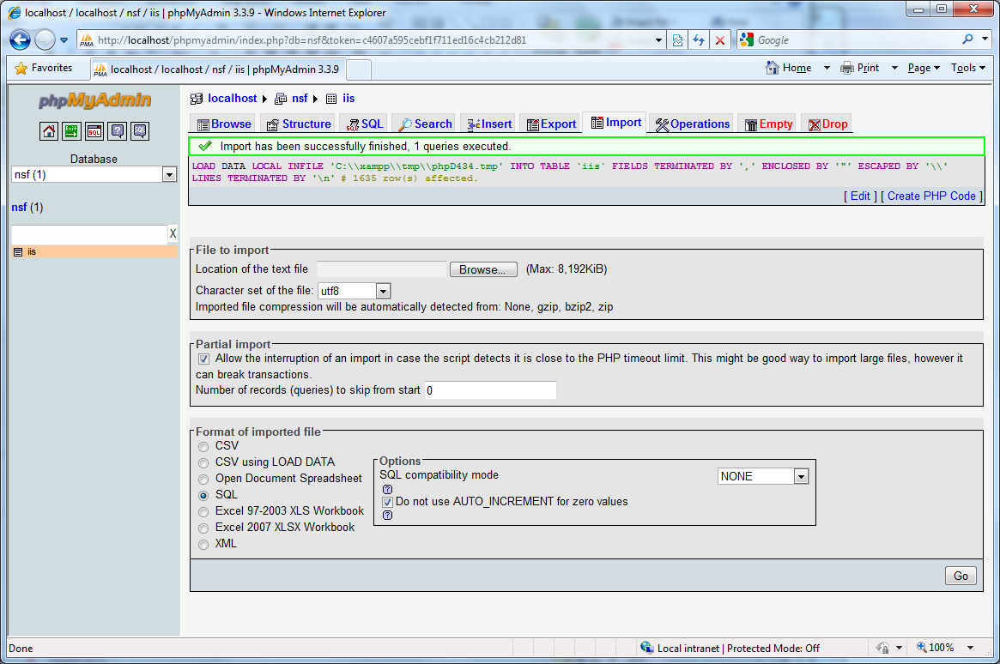 localhost / localhost / nsf / iis | phpMyAdmin 3.3.9 - Windows Internet Explorer
http://localhost/phpmyadmin/index.php?db=nsf&token=c4607a595cebf1f711ed16c4cb212d81
Google
Favorites
localhost / localhost / nsf / iis | phpMyAdmin 3.3.9
Home
Print
Page
Tools
phpMyAdmin
Database
nsf (1)
nsf (1)
X
iis
localhost
nsf
iis
Browse
Structure
SQL
Search
Insert
Export
Import
Operations
Empty
Drop
Import has been successfully finished, 1 queries executed.
LOAD DATA LOCAL INFILE 'C:\\xampp\\tmp\\phpD434.tmp' INTO TABLE `iis` FIELDS TERMINATED BY ',' ENCLOSED BY '"' ESCAPED BY '\\'
LINES TERMINATED BY '\n' # 1635 row(s) affected.
[ Edit ] [ Create PHP Code ]
File to import
Location of the text file
Browse...
(Max: 8,192KiB)
Character set of the file: utf8
Imported file compression will be automatically detected from: None, gzip, bzip2, zip
Partial import
Allow the interruption of an import in case the script detects it is close to the PHP timeout limit. This might be good way to import large files, however it
can break transactions.
Number of records (queries) to skip from start 0
Format of imported file
CSV
CSV using LOAD DATA
Open Document Spreadsheet
SQL
Excel 97-2003 XLS Workbook
Excel 2007 XLSX Workbook
XML
Options
SQL compatibility mode
NONE
Do not use AUTO_INCREMENT for zero values
Go
Done
Local intranet | Protected Mode: Off
100%